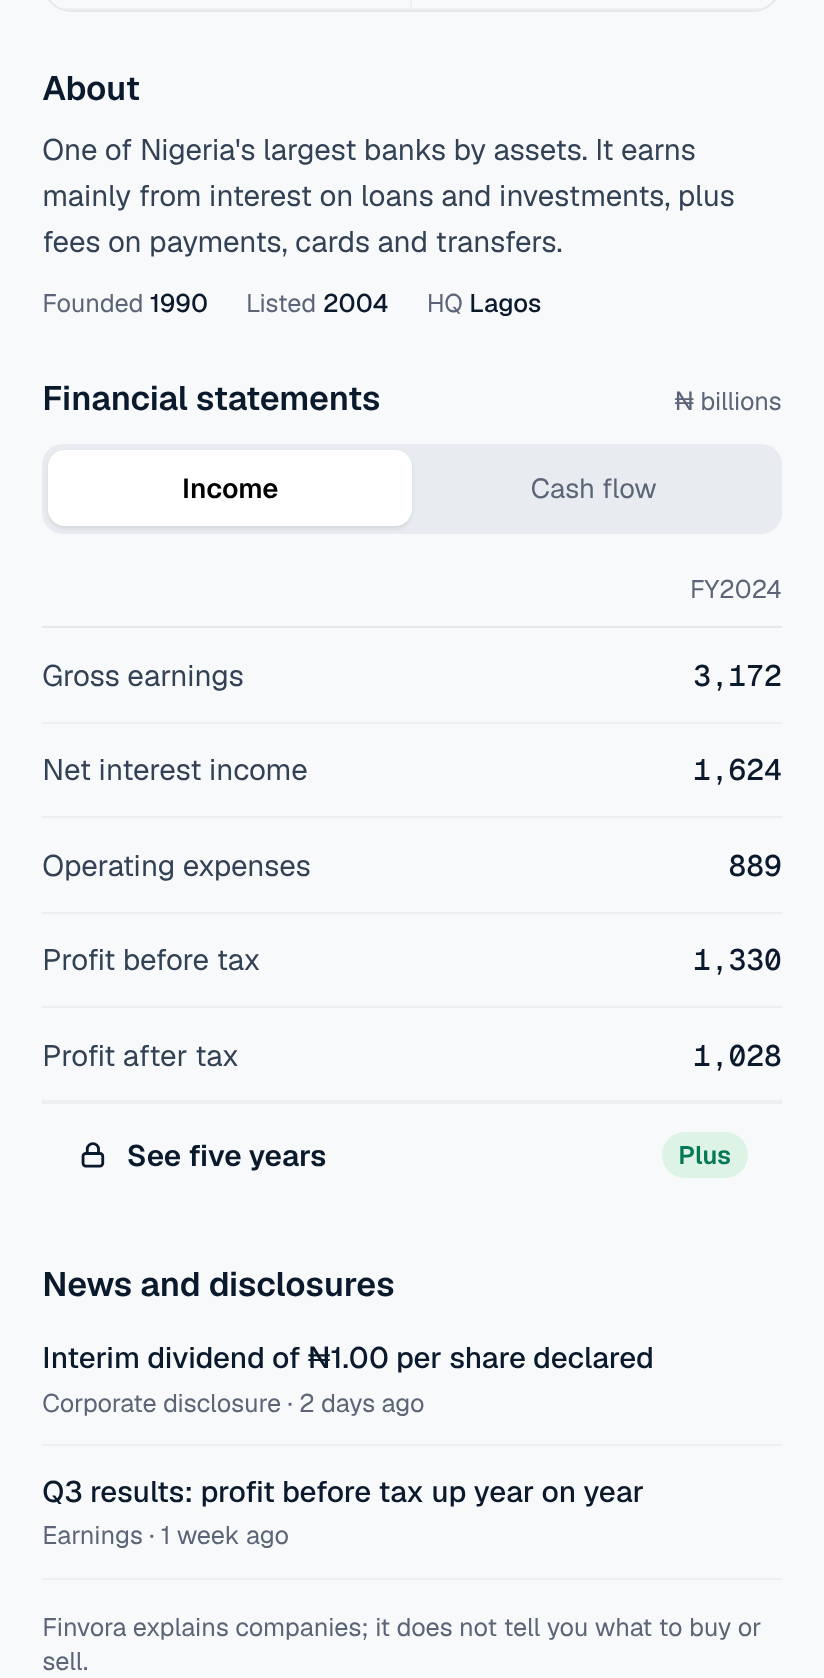 About
One of Nigeria's largest banks by assets. It earns
mainly from interest on loans and investments, plus
fees on payments, cards and transfers.
Founded 1990 Listed 2004 HQ Lagos
Financial statements ₦ billions
Income Cash flow
FY2024
Gross earnings 3,172
Net interest income 1,624
Operating expenses 889
Profit before tax 1,330
Profit after tax 1,028
See five years Plus
News and disclosures
Interim dividend of ₦1.00 per share declared
Corporate disclosure · 2 days ago
Q3 results: profit before tax up year on year
Earnings · 1 week ago
Finvora explains companies; it does not tell you what to buy or
sell.